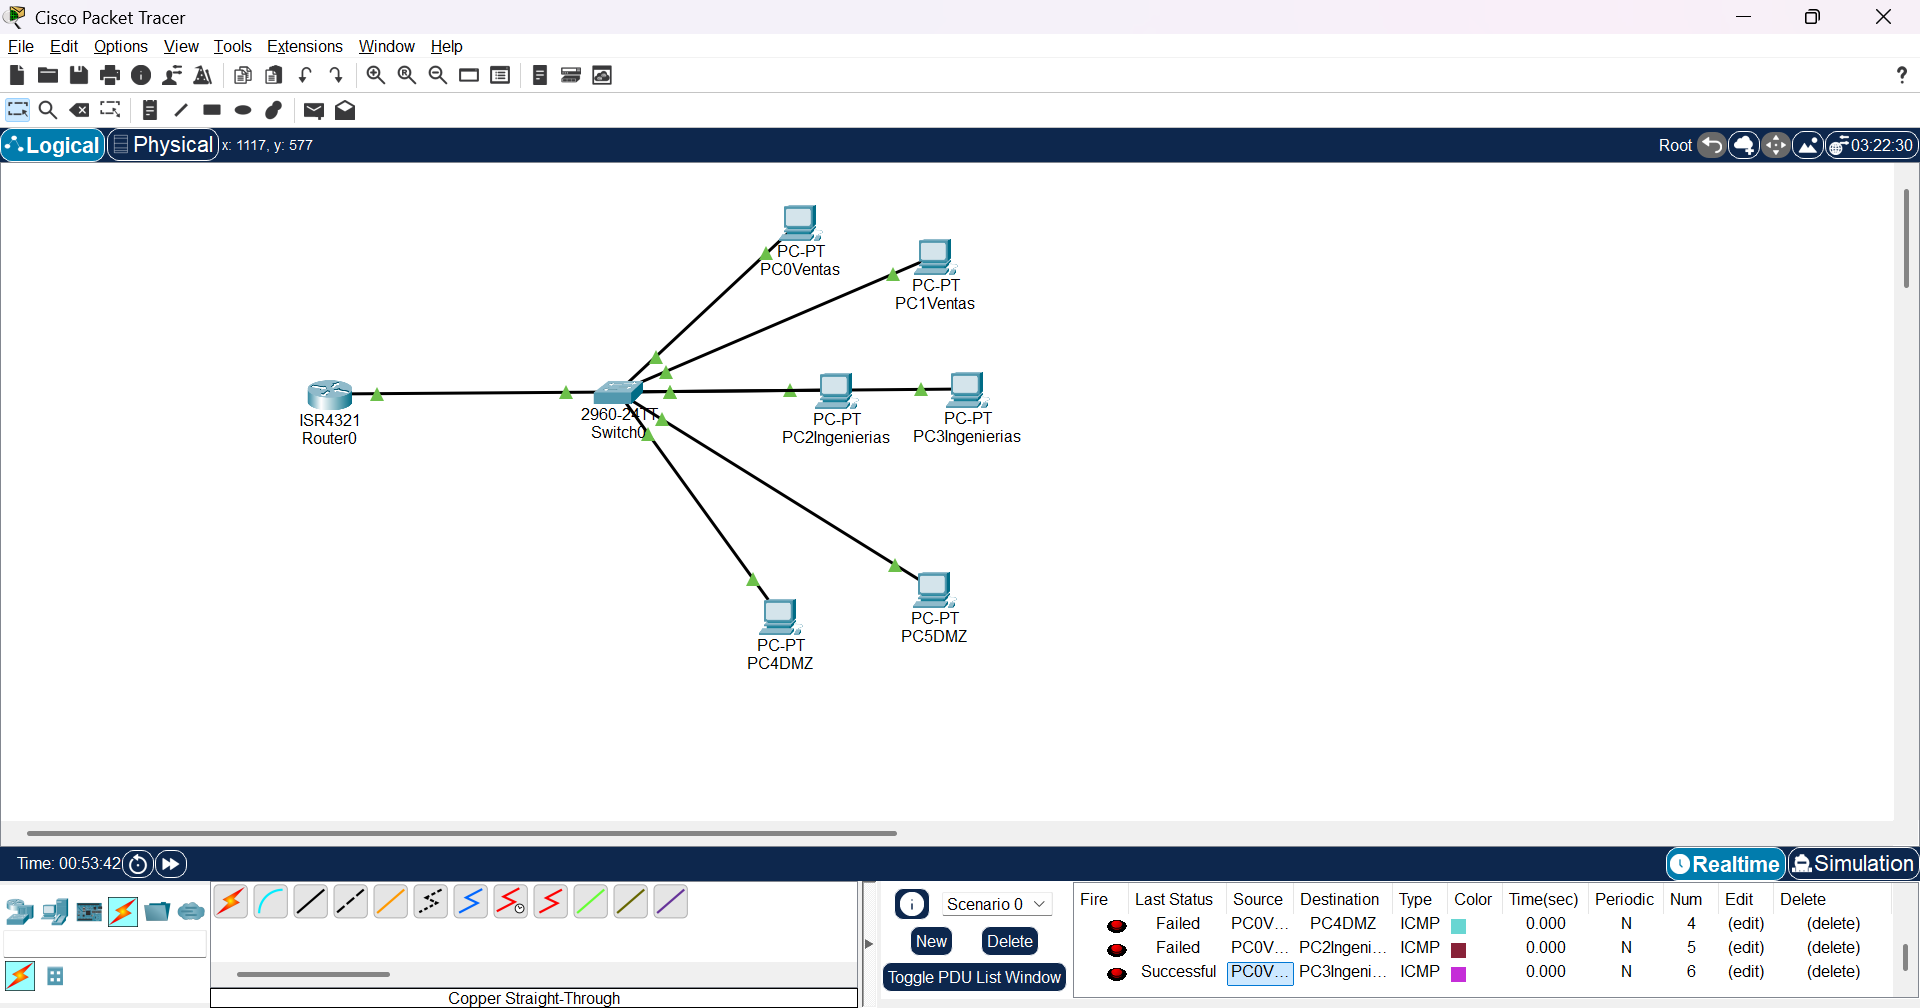 Cisco Packet Tracer
File Edit Options View Tools Extensions Window Help
?
Logical Physical x: 1117, y: 577 Root 03:22:30
PC-PT
PC0Ventas
PC-PT
PC1Ventas
ISR4321
Router0
2960-24TT
Switch0
PC-PT
PC2Ingenierias
PC-PT
PC3Ingenierias
PC-PT
PC5DMZ
PC-PT
PC4DMZ
Time: 00:53:42 Realtime Simulation
Scenario 0
New Delete
Toggle PDU List Window
Copper Straight-Through
Fire Last Status Source Destination Type Color Time(sec) Periodic Num Edit Delete
Failed PC0V... PC4DMZ ICMP 0.000 N 4 (edit) (delete)
Failed PC0V... PC2Ingeni... ICMP 0.000 N 5 (edit) (delete)
Successful PC0V... PC3Ingeni... ICMP 0.000 N 6 (edit) (delete)